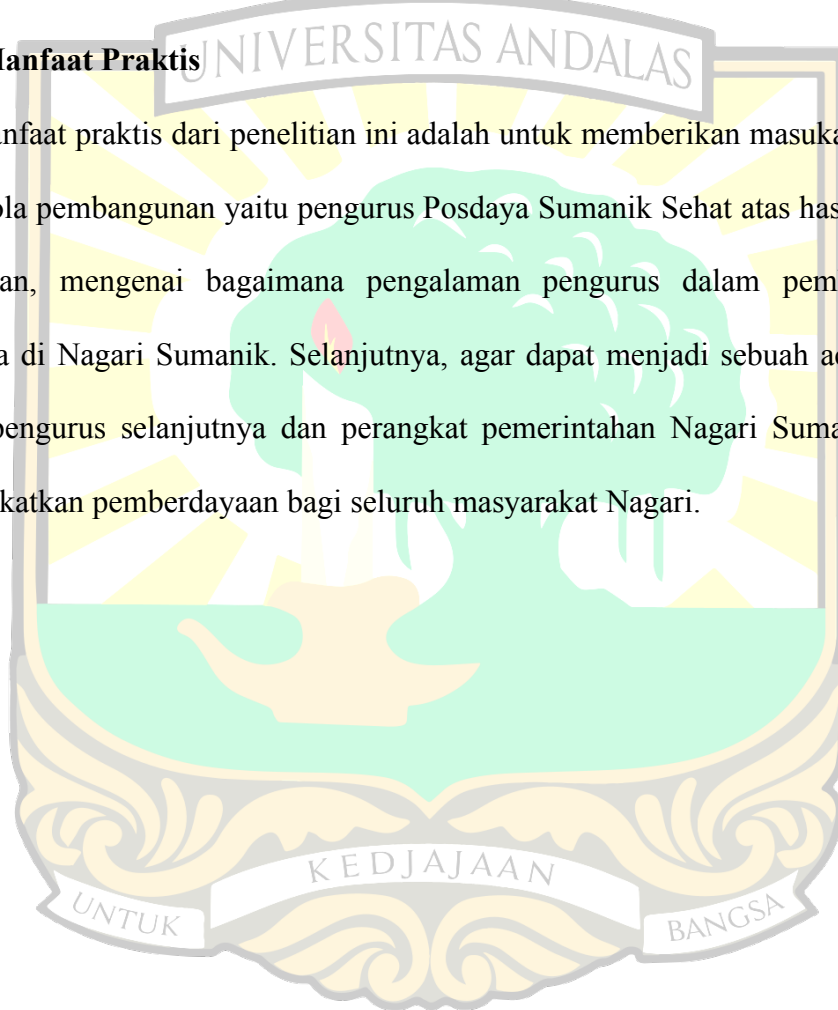 UNIVERSITAS ANDALAS
Manfaat Praktis
nfaat praktis dari penelitian ini adalah untuk memberikan masuka
ola pembangunan yaitu pengurus Posdaya Sumanik Sehat atas has
an, mengenai bagaimana pengalaman pengurus dalam pem
a di Nagari Sumanik. Selanjutnya, agar dapat menjadi sebuah a
pengurus selanjutnya dan perangkat pemerintahan Nagari Suma
katkan pemberdayaan bagi seluruh masyarakat Nagari.
KEDJAJAAN
UNTUK BANGSA